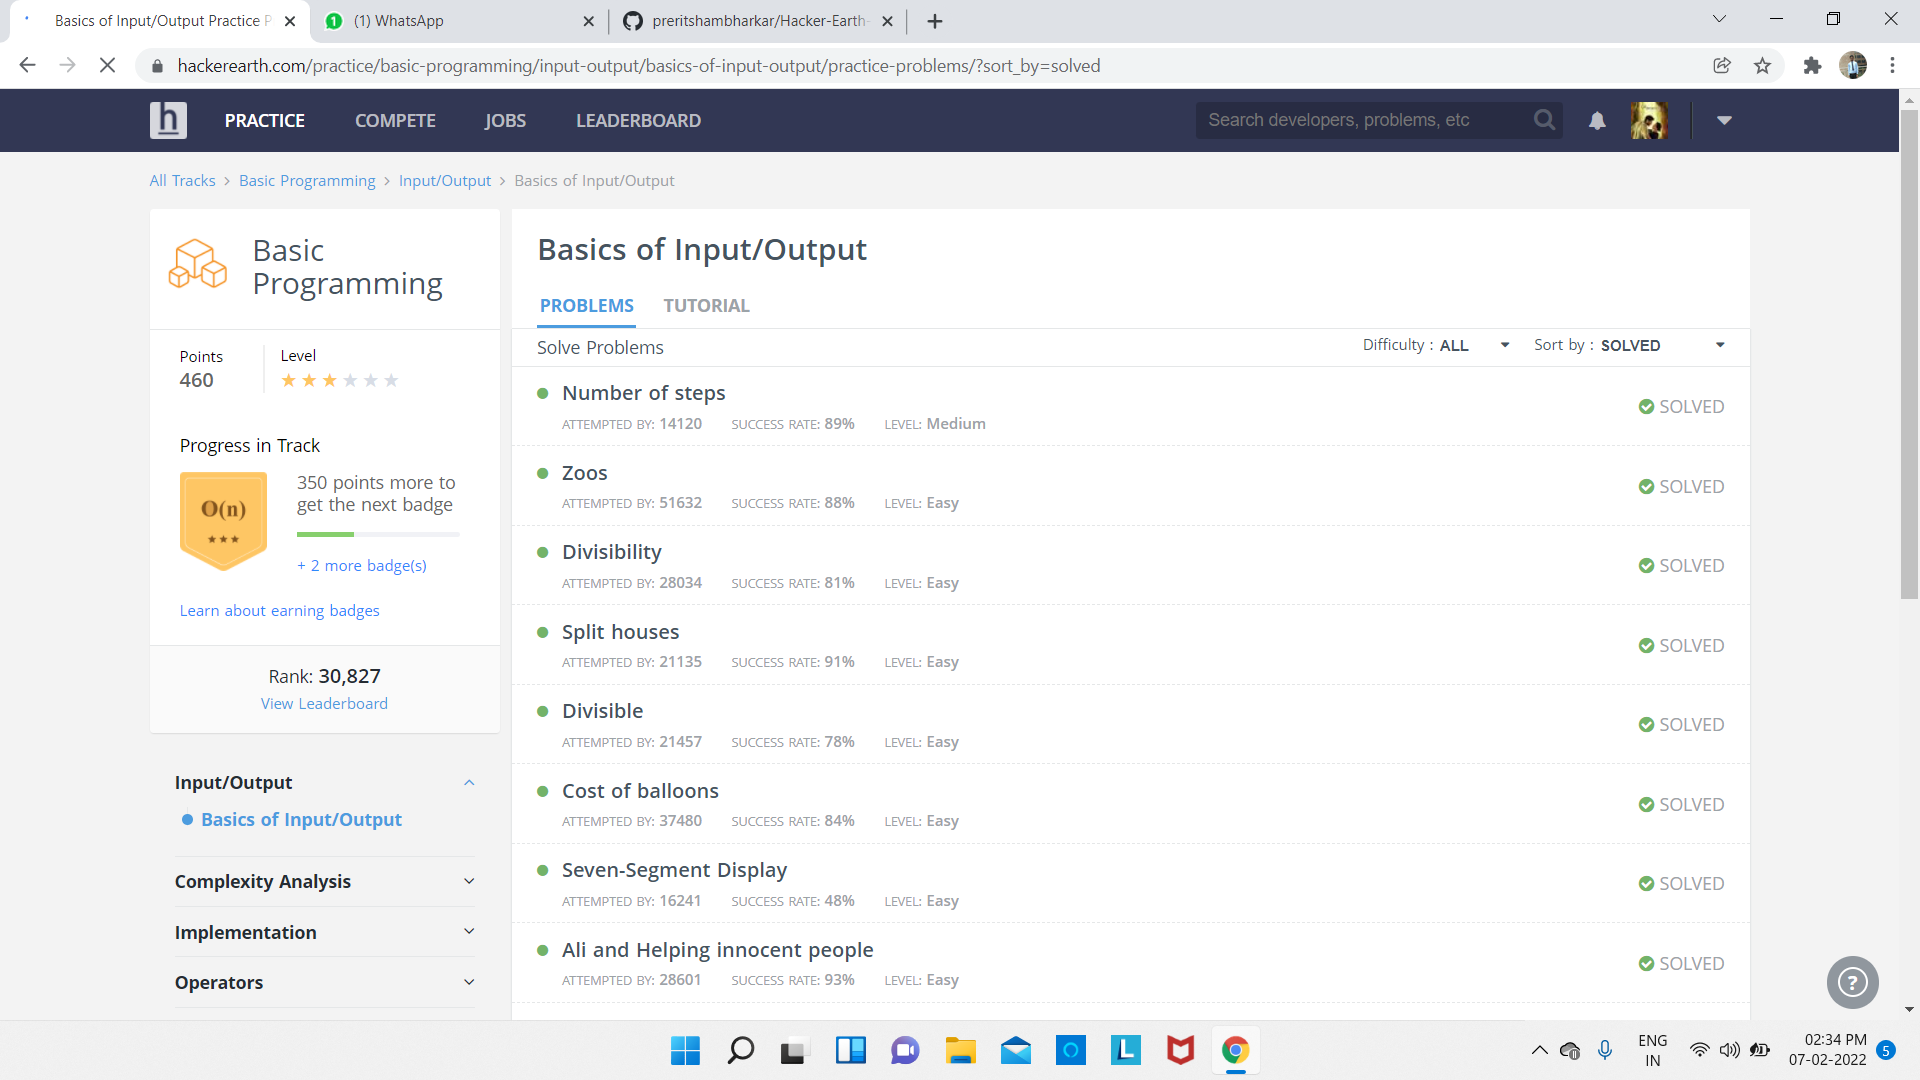 Basics of Input/Output Practice P
(1) WhatsApp
preritshambharkar/Hacker-Earth-
hackerearth.com/practice/basic-programming/input-output/basics-of-input-output/practice-problems/?sort_by=solved
h
PRACTICE COMPETE JOBS LEADERBOARD
Search developers, problems, etc
All Tracks > Basic Programming > Input/Output > Basics of Input/Output
Basic
Programming
Points
460
Level
Progress in Track
O(n)
350 points more to
get the next badge
+ 2 more badge(s)
Learn about earning badges
Rank: 30,827
View Leaderboard
Input/Output
Basics of Input/Output
Complexity Analysis
Implementation
Operators
Basics of Input/Output
PROBLEMS TUTORIAL
Solve Problems
Difficulty : ALL Sort by : SOLVED
Number of steps
ATTEMPTED BY: 14120 SUCCESS RATE: 89% LEVEL: Medium
SOLVED
Zoos
ATTEMPTED BY: 51632 SUCCESS RATE: 88% LEVEL: Easy
SOLVED
Divisibility
ATTEMPTED BY: 28034 SUCCESS RATE: 81% LEVEL: Easy
SOLVED
Split houses
ATTEMPTED BY: 21135 SUCCESS RATE: 91% LEVEL: Easy
SOLVED
Divisible
ATTEMPTED BY: 21457 SUCCESS RATE: 78% LEVEL: Easy
SOLVED
Cost of balloons
ATTEMPTED BY: 37480 SUCCESS RATE: 84% LEVEL: Easy
SOLVED
Seven-Segment Display
ATTEMPTED BY: 16241 SUCCESS RATE: 48% LEVEL: Easy
SOLVED
Ali and Helping innocent people
ATTEMPTED BY: 28601 SUCCESS RATE: 93% LEVEL: Easy
SOLVED
?
L
ENG
IN
02:34 PM
07-02-2022
5